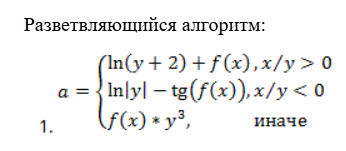 Разветвляющийся алгоритм:
ln(y + 2) + f(x), x/y > 0
a = { ln|y| − tg(f(x)), x/y < 0
1. f(x) * y³, иначе